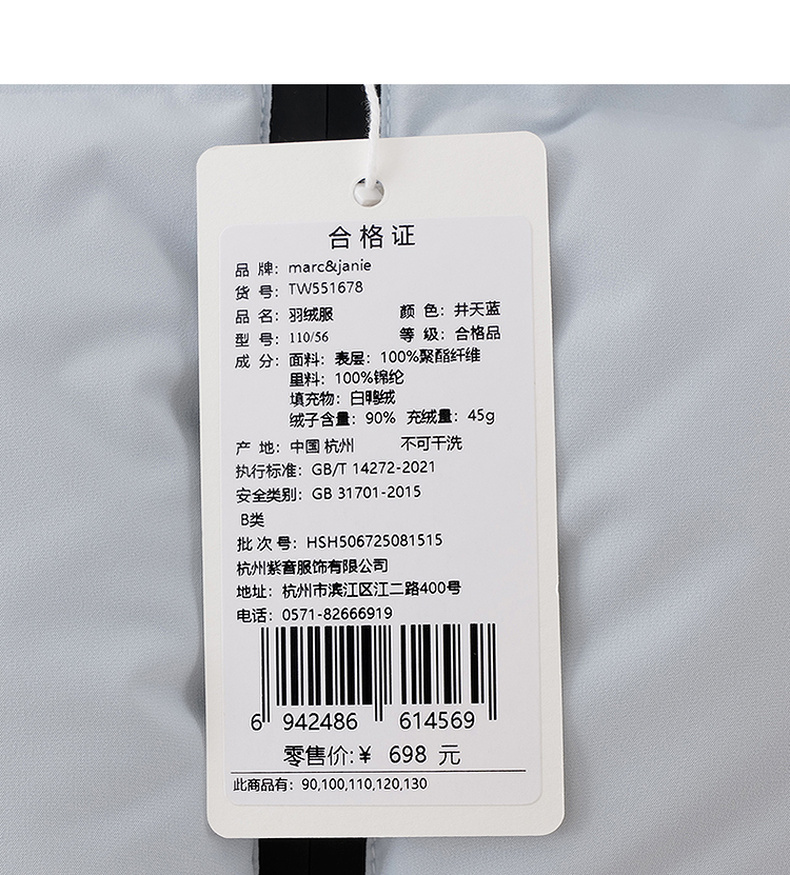 合格证
品 牌: marc&janie
货 号: TW551678
品 名: 羽绒服 颜 色: 井天蓝
型 号: 110/56 等 级: 合格品
成 分: 面料: 表层: 100%聚酯纤维
里料: 100%锦纶
填充物: 白鸭绒
绒子含量: 90% 充绒量: 45g
产 地: 中国 杭州 不可干洗
执行标准: GB/T 14272-2021
安全类别: GB 31701-2015
B类
批 次 号: HSH506725081515
杭州紫音服饰有限公司
地址: 杭州市滨江区江二路400号
电话: 0571-82666919
6 942486 614569
零售价:¥ 698 元
此商品有: 90,100,110,120,130